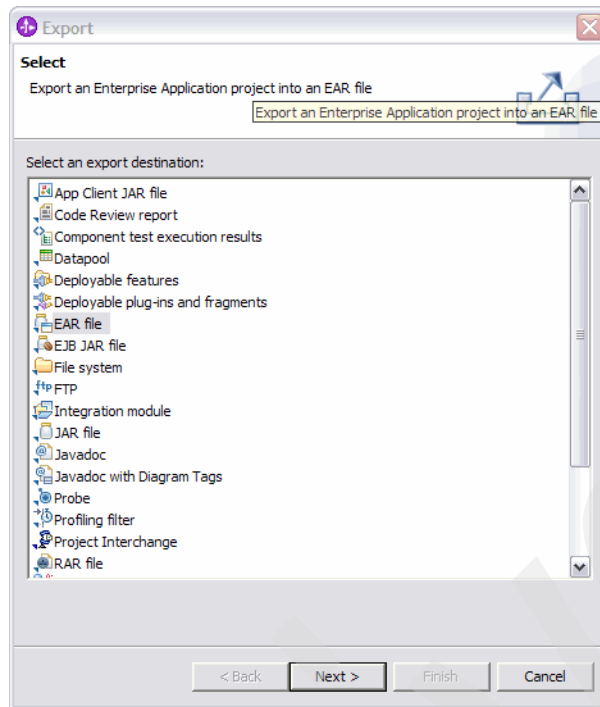 Export
Select
Export an Enterprise Application project into an EAR file
Export an Enterprise Application project into an EAR file
Select an export destination:
App Client JAR file
Code Review report
Component test execution results
Datapool
Deployable features
Deployable plug-ins and fragments
EAR file
EJB JAR file
File system
ftp FTP
Integration module
JAR file
Javadoc
Javadoc with Diagram Tags
Probe
Profiling filter
Project Interchange
RAR file
< Back Next > Finish Cancel